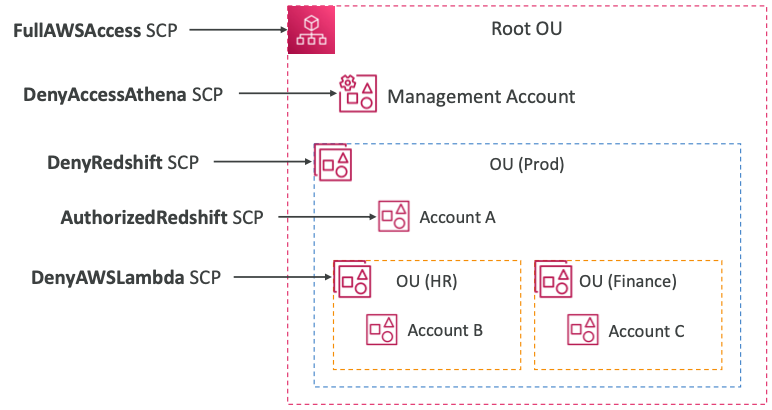 FullAWSAccess SCP
Root OU
DenyAccessAthena SCP
Management Account
DenyRedshift SCP
OU (Prod)
AuthorizedRedshift SCP
Account A
DenyAWSLambda SCP
OU (HR)
OU (Finance)
Account B
Account C